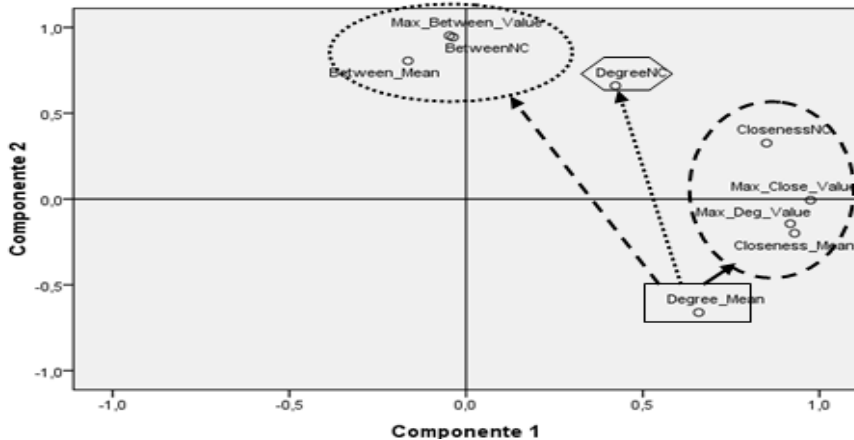 1,0
Max_Between_Value
BetweenNC
Between_Mean
DegreeNC
0,5
ClosenessNC
Componente 2
0,0
Max_Close_Value
Max_Deg_Value
Closeness_Mean
-0,5
Degree_Mean
-1,0
-1,0 -0,5 0,0 0,5 1,0
Componente 1